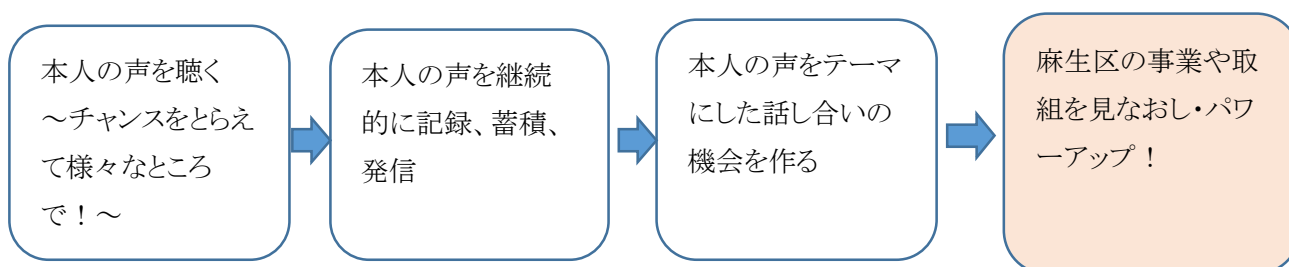 本人の声を聴く
~チャンスをとらえ
て様々なところ
で!~
本人の声を継続
的に記録、蓄積、
発信
本人の声をテーマ
にした話し合いの
機会を作る
麻生区の事業や取
組を見なおし・パワ
ーアップ!